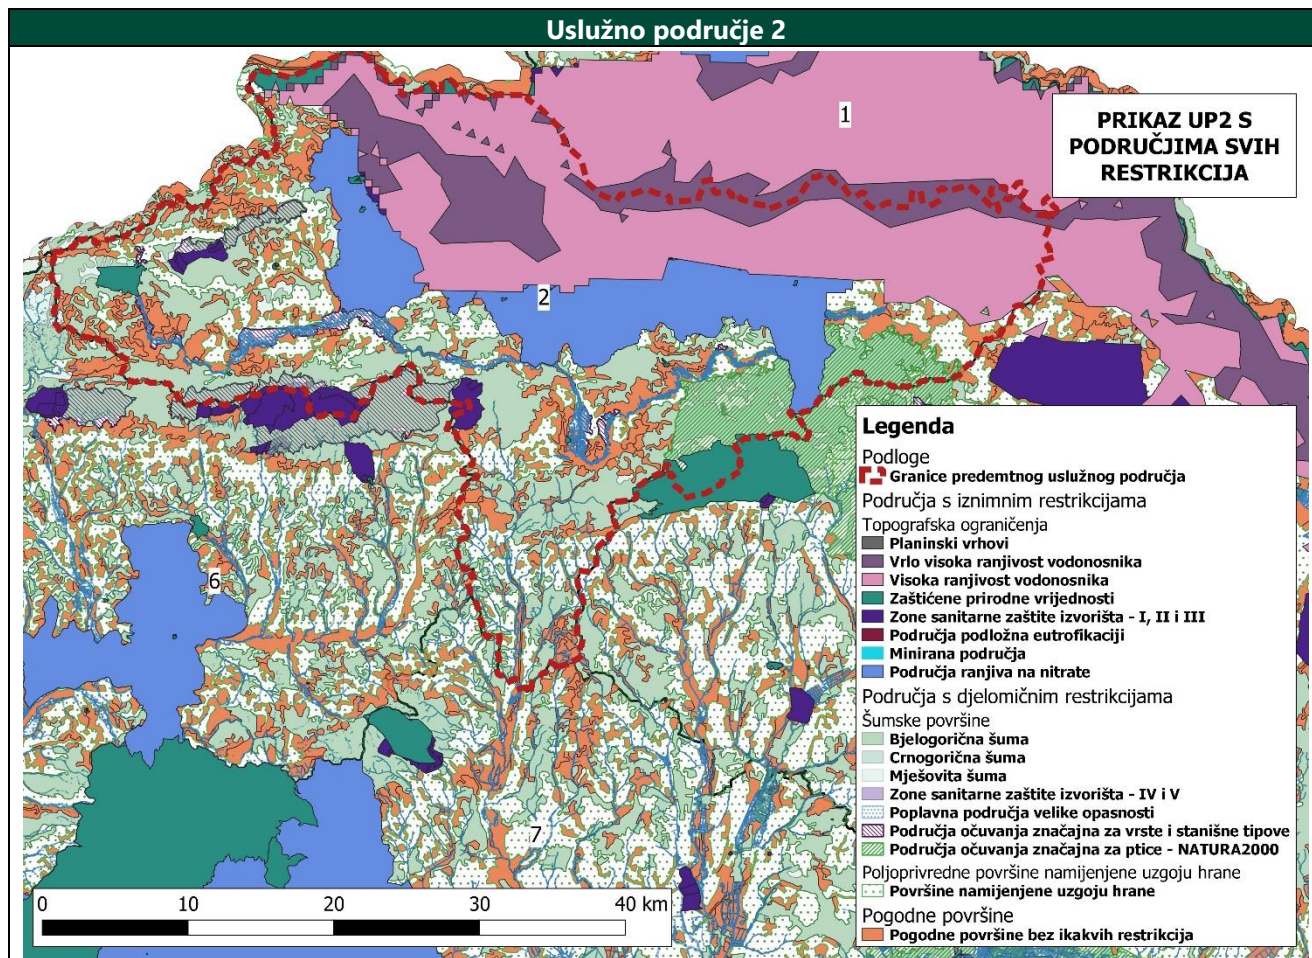 Uslužno područje 2
PRIKAZ UP2 S
PODRUČJIMA SVIH
RESTRIKCIJA
1
2
6
7
Legenda
Podloge
Granice predemtnog uslužnog područja
Područja s iznimnim restrikcijama
Topografska ograničenja
Planinski vrhovi
Vrlo visoka ranjivost vodonosnika
Visoka ranjivost vodonosnika
Zaštićene prirodne vrijednosti
Zone sanitarne zaštite izvorišta - I, II i III
Područja podložna eutrofikaciji
Minirana područja
Područja ranjiva na nitrate
Područja s djelomičnim restrikcijama
Šumske površine
Bjelogorična šuma
Crnogorična šuma
Mješovita šuma
Zone sanitarne zaštite izvorišta - IV i V
Poplavna područja velike opasnosti
Područja očuvanja značajna za vrste i stanišne tipove
Područja očuvanja značajna za ptice - NATURA2000
Poljoprivredne površine namijenjene uzgoju hrane
Površine namijenjene uzgoju hrane
Pogodne površine
Pogodne površine bez ikakvih restrikcija
0 10 20 30 40 km